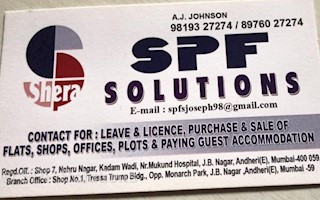 A.J. JOHNSON
98193 27274 / 89760 27274
Shera
SPF
SOLUTIONS
E-mail : spfsjoseph98@gmail.com
CONTACT FOR : LEAVE & LICENCE, PURCHASE & SALE OF
FLATS, SHOPS, OFFICES, PLOTS & PAYING GUEST ACCOMMODATION
Regd.Off. : Shop 7, Nehru Nagar, Kadam Wadi, Nr.Mukund Hospital, J.B. Nagar, Andheri(E), Mumbai-400 059
Branch Office : Shop No.1, Tressa Trump Bldg., Opp. Monarch Park, J.B. Nagar ,Andheri(E), Mumbai -59